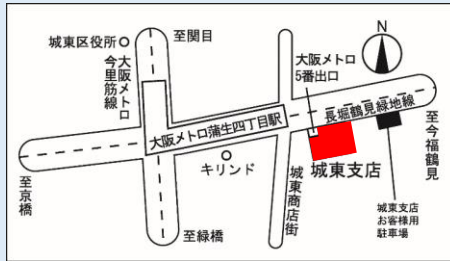 城東区役所
至関目
N
大阪メトロ
今里筋線
大阪メトロ
5番出口
長堀鶴見緑地線
大阪メトロ蒲生四丁目駅
至今福鶴見
キリンド
城東支店
至京橋
城東商店街
城東支店
お客様用
駐車場
至緑橋